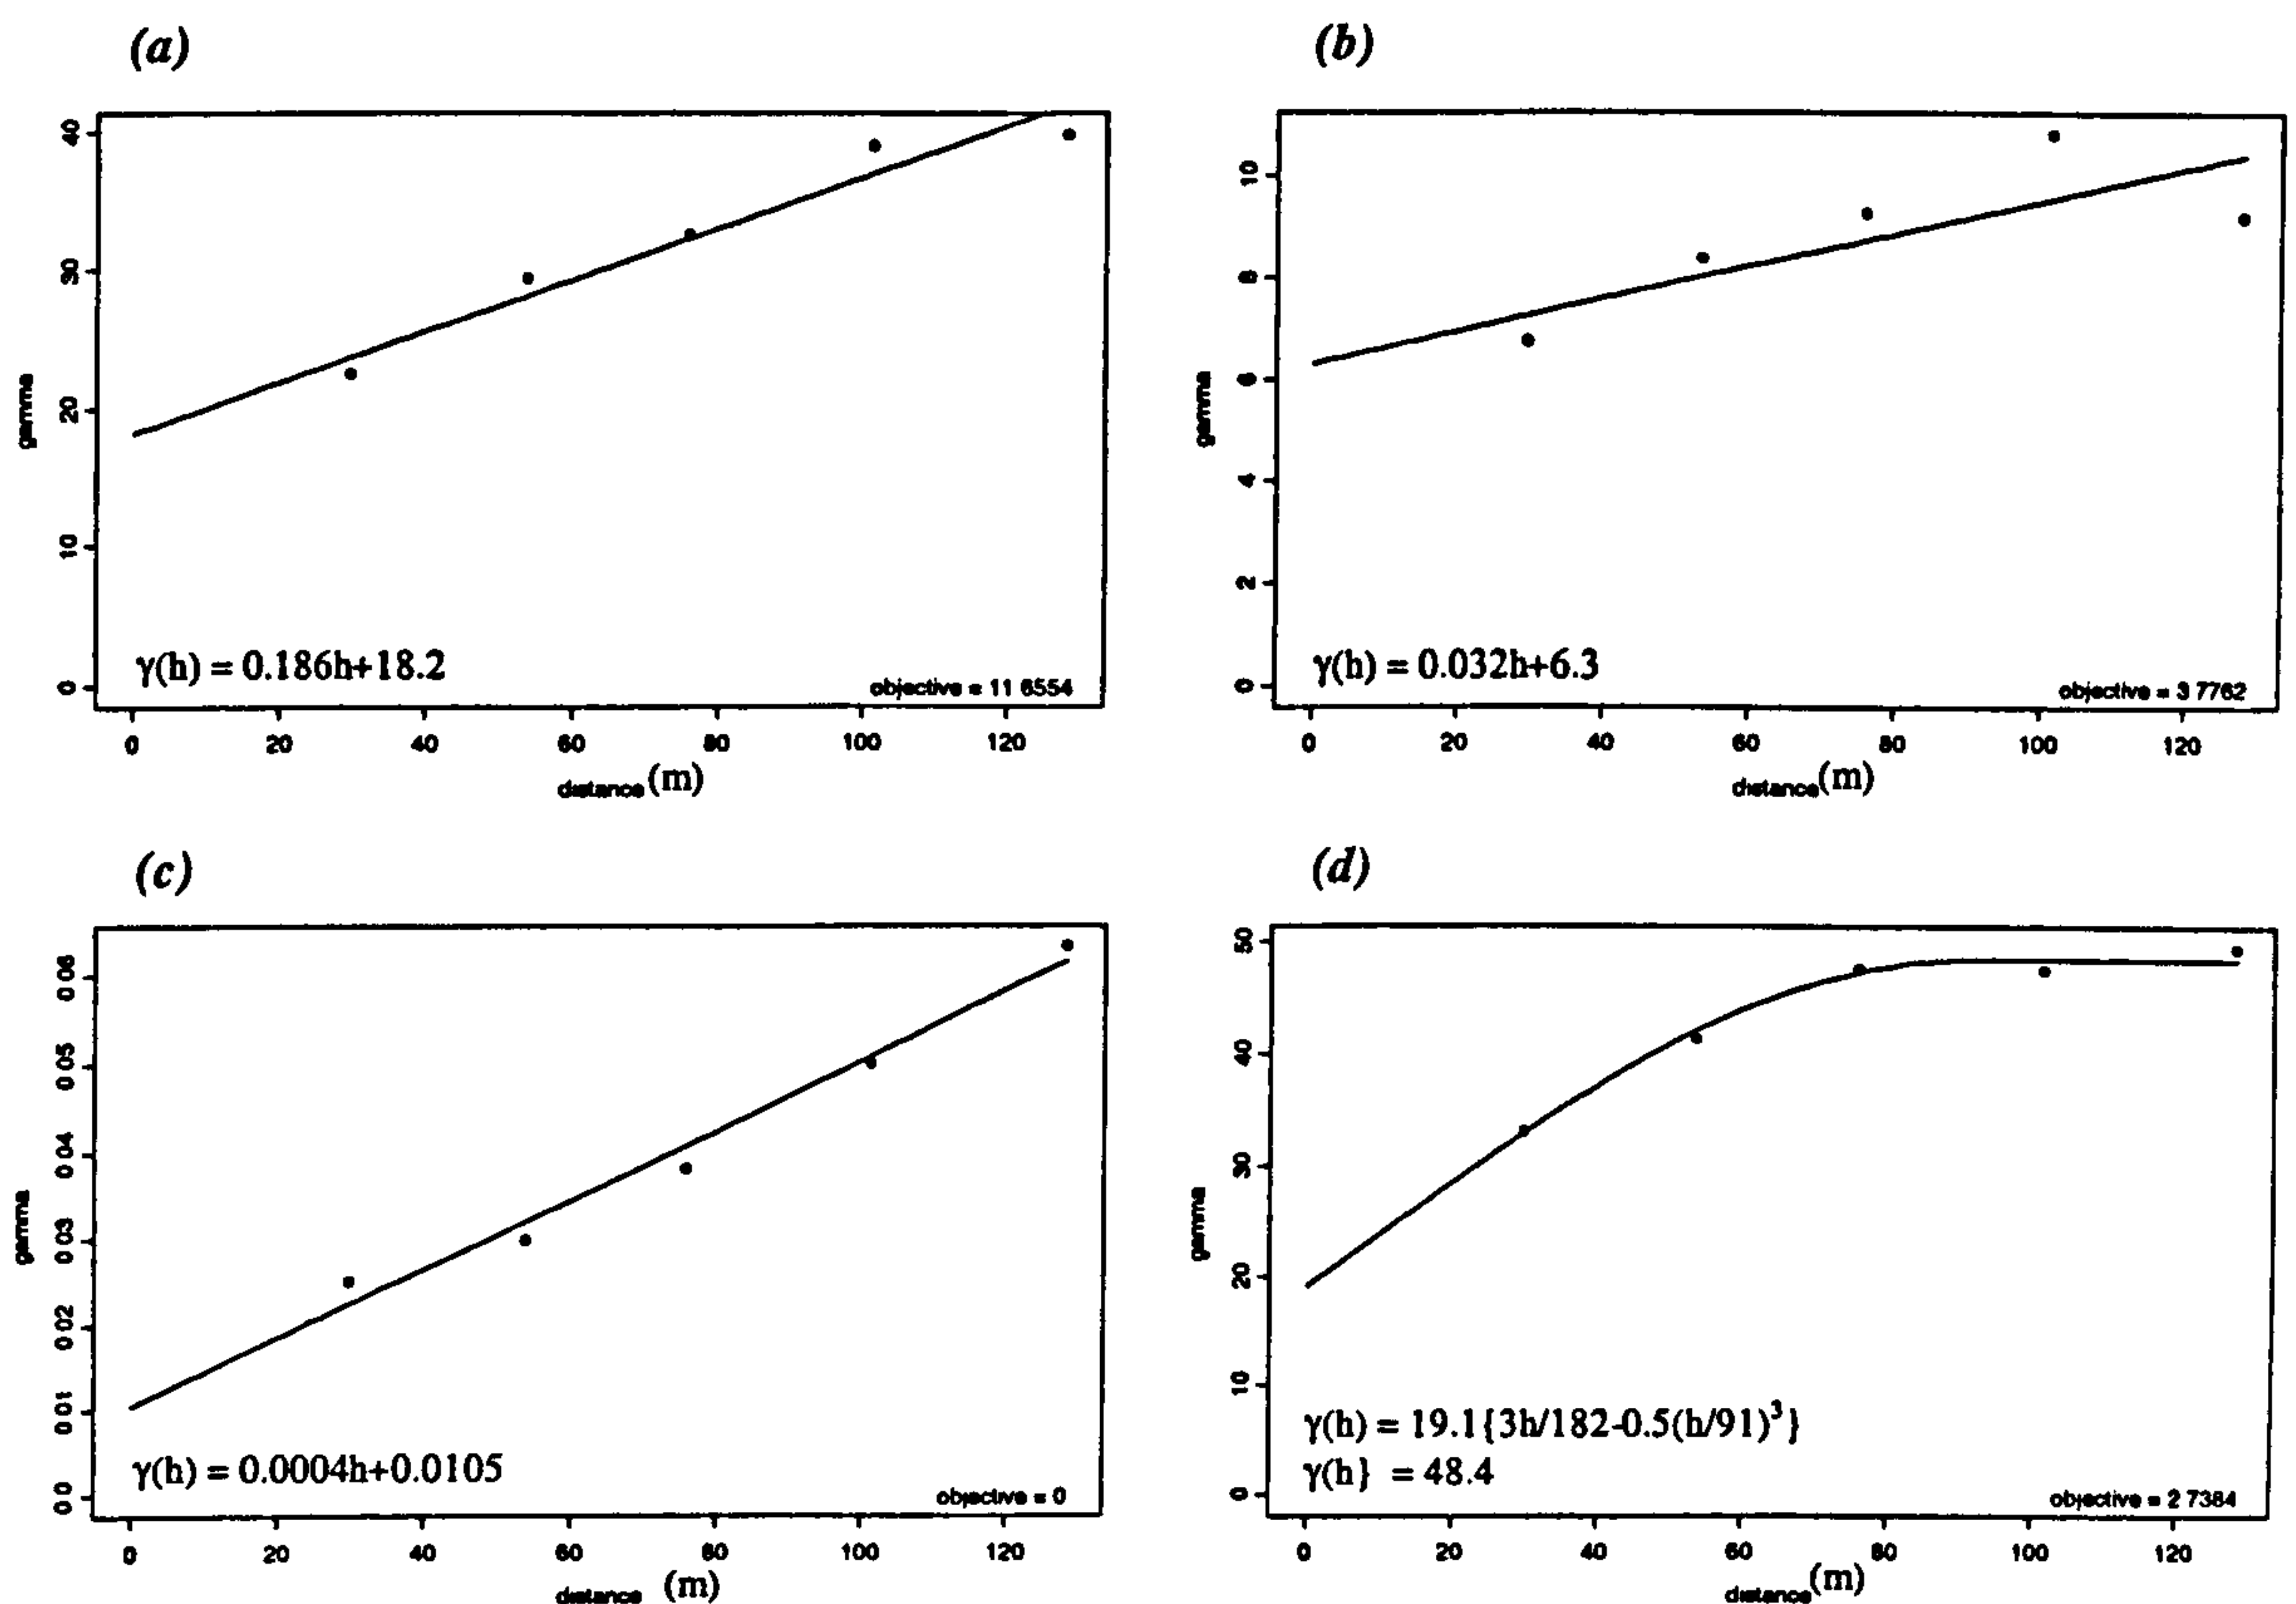 (a)
40
30
20
10
0
gamma
γ(h) = 0.186h+18.2
objective = 11 6554
0 20 40 60 80 100 120
distance (m)
(b)
10
8
6
4
2
0
gamma
γ(h) = 0.032h+6.3
objective = 3 7762
0 20 40 60 80 100 120
distance (m)
(c)
0 06
0 05
0 04
0 03
0 02
0 01
0 0
gamma
γ(h) = 0.0004h+0.0105
objective = 0
0 20 40 60 80 100 120
distance (m)
(d)
50
40
30
20
10
0
gamma
γ(h) = 19.1{3h/182-0.5(h/91)³}
γ(h} = 48.4
objective = 2 7384
0 20 40 60 80 100 120
distance (m)